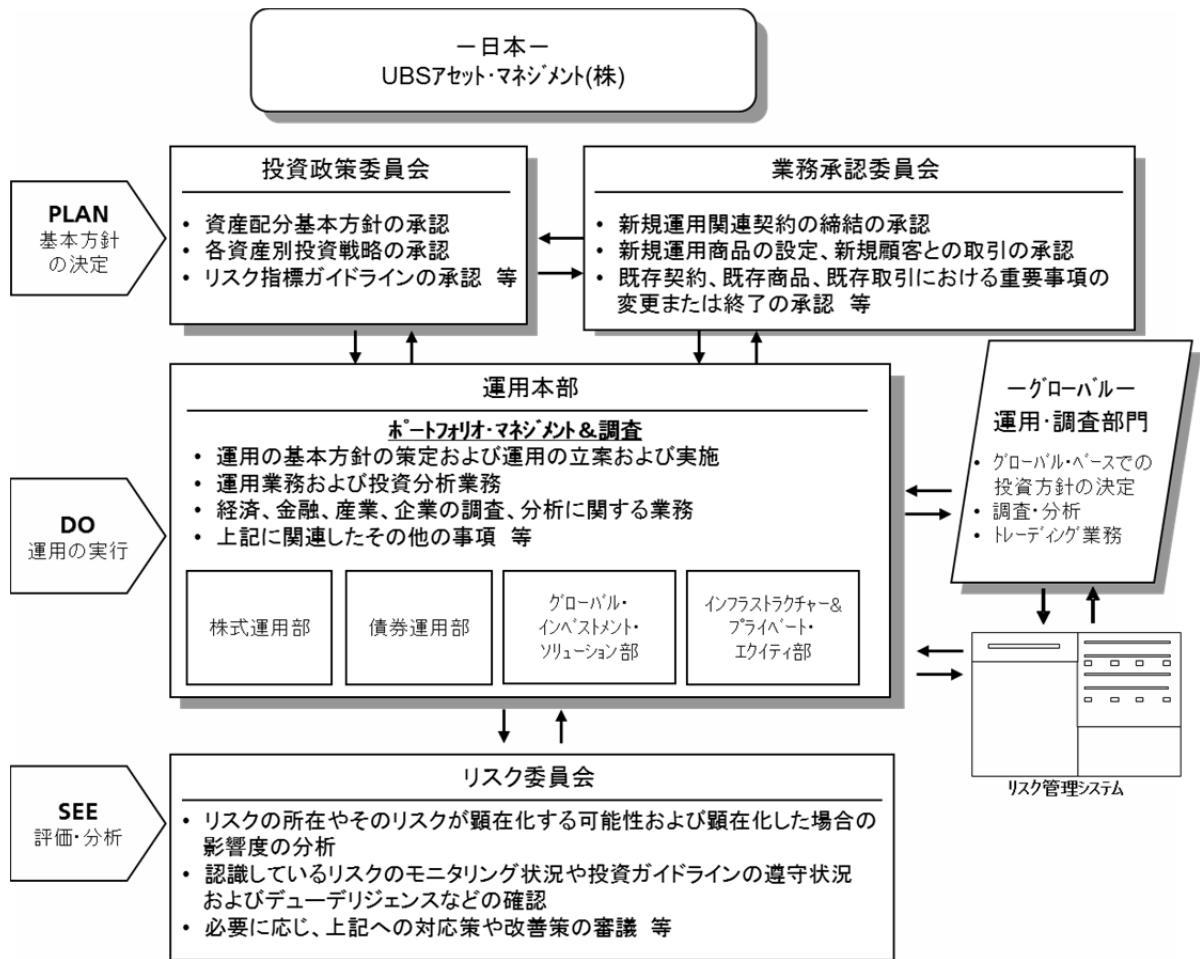 －日本－
UBSアセット・マネジメント(株)
PLAN
基本方針
の決定
投資政策委員会
• 資産配分基本方針の承認
• 各資産別投資戦略の承認
• リスク指標ガイドラインの承認 等
業務承認委員会
• 新規運用関連契約の締結の承認
• 新規運用商品の設定、新規顧客との取引の承認
• 既存契約、既存商品、既存取引における重要事項の
変更または終了の承認 等
DO
運用の実行
運用本部
ポートフォリオ・マネジメント＆調査
• 運用の基本方針の策定および運用の立案および実施
• 運用業務および投資分析業務
• 経済、金融、産業、企業の調査、分析に関する業務
• 上記に関連したその他の事項 等
株式運用部
債券運用部
グローバル・
インベストメント・
ソリューション部
インフラストラクチャー＆
プライベート・
エクイティ部
－グローバル－
運用・調査部門
• グローバル・ベースでの
投資方針の決定
• 調査・分析
• トレーディング業務
リスク管理システム
SEE
評価・分析
リスク委員会
• リスクの所在やそのリスクが顕在化する可能性および顕在化した場合の
影響度の分析
• 認識しているリスクのモニタリング状況や投資ガイドラインの遵守状況
およびデューデリジェンスなどの確認
• 必要に応じ、上記への対応策や改善策の審議 等